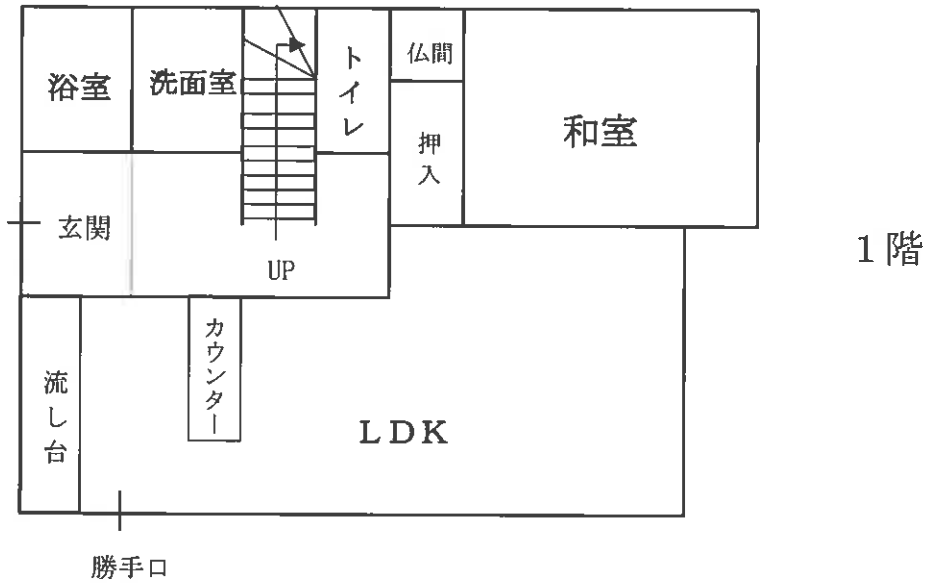 浴室
洗面室
トイレ
仏間
押入
和室
玄関
UP
1階
流し台
カウンター
LDK
勝手口